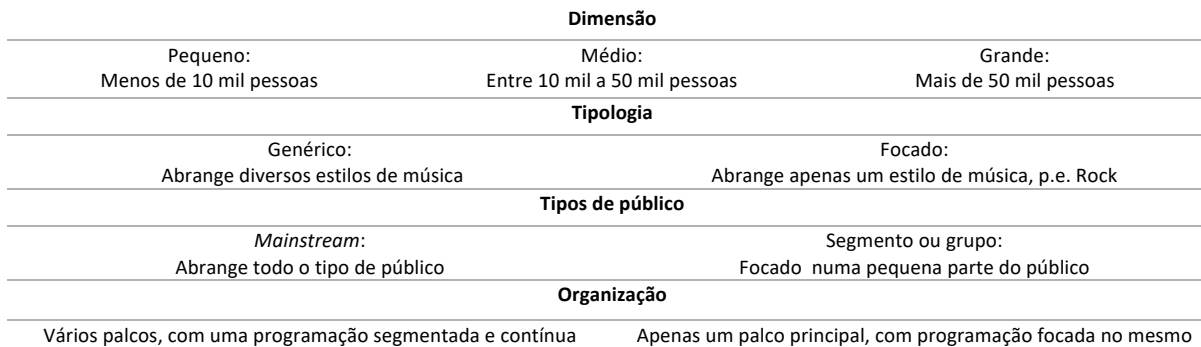 Dimensão
Pequeno: Médio: Grande:
Menos de 10 mil pessoas Entre 10 mil a 50 mil pessoas Mais de 50 mil pessoas
Tipologia
Genérico: Focado:
Abrange diversos estilos de música Abrange apenas um estilo de música, p.e. Rock
Tipos de público
Mainstream: Segmento ou grupo:
Abrange todo o tipo de público Focado numa pequena parte do público
Organização
Vários palcos, com uma programação segmentada e contínua Apenas um palco principal, com programação focada no mesmo